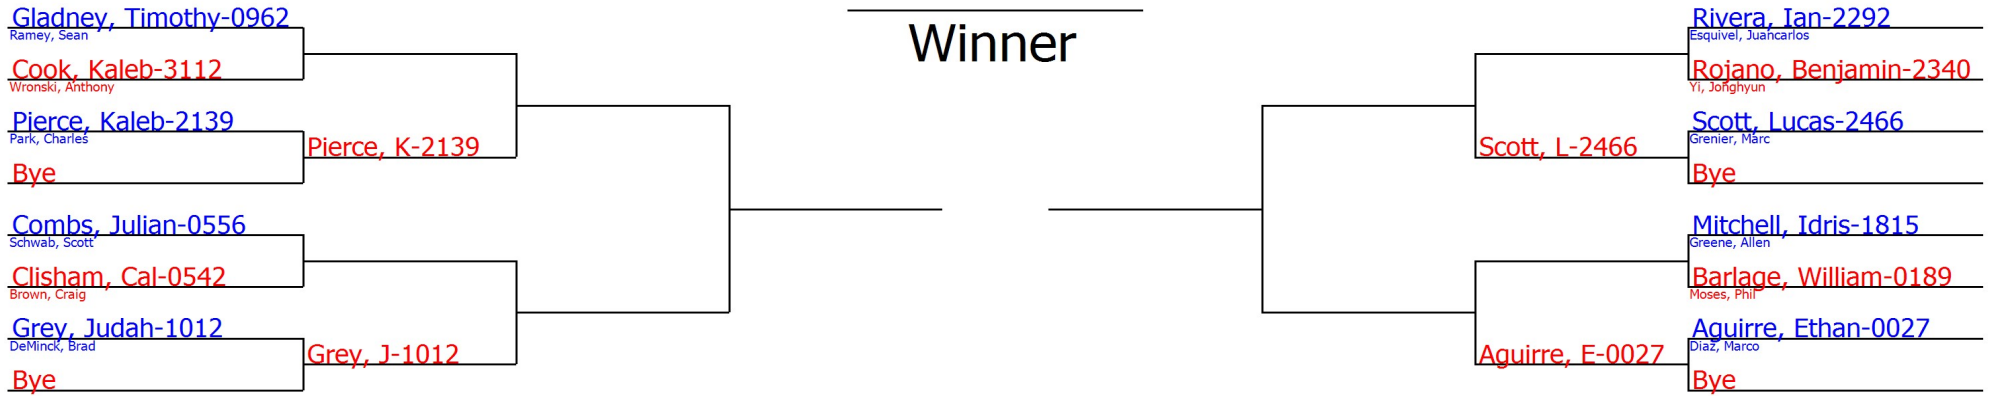 Gladney, Timothy-0962
Ramey, Sean
Cook, Kaleb-3112
Wronski, Anthony
Pierce, Kaleb-2139
Park, Charles
Bye
Pierce, K-2139
Combs, Julian-0556
Schwab, Scott
Clisham, Cal-0542
Brown, Craig
Grey, Judah-1012
DeMinck, Brad
Bye
Grey, J-1012
Winner
Rivera, Ian-2292
Esquivel, Juancarlos
Rojano, Benjamin-2340
Yi, Jonghyun
Scott, Lucas-2466
Grenier, Marc
Scott, L-2466
Bye
Mitchell, Idris-1815
Greene, Allen
Barlage, William-0189
Moses, Phil
Aguirre, Ethan-0027
Diaz, Marco
Aguirre, E-0027
Bye